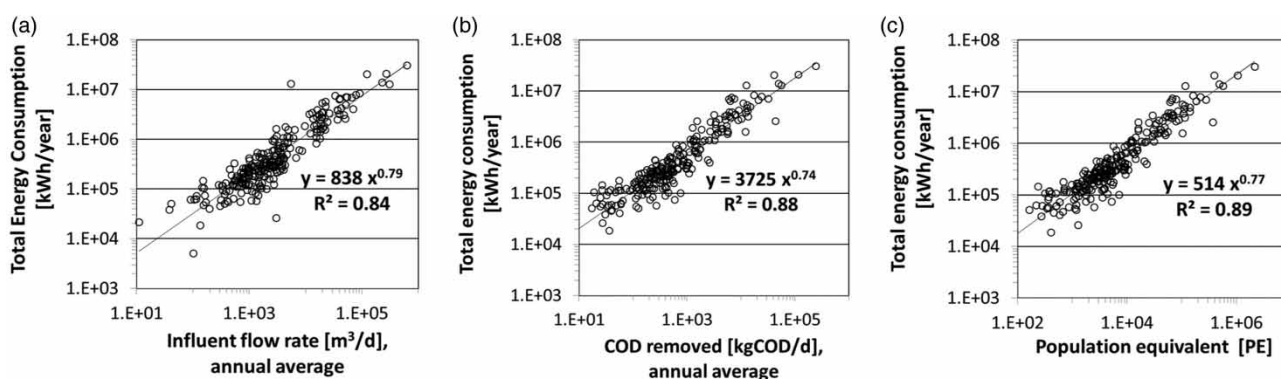 (a)
Total Energy Consumption
[kWh/year]
1.E+08
1.E+07
1.E+06
1.E+05
1.E+04
1.E+03
y = 838 x^0.79
R² = 0.84
1.E+01
1.E+03
1.E+05
Influent flow rate [m³/d],
annual average
(b)
Total energy consumption
[kWh/year]
1.E+08
1.E+07
1.E+06
1.E+05
1.E+04
1.E+03
y = 3725 x^0.74
R² = 0.88
1.E+01
1.E+03
1.E+05
COD removed [kgCOD/d],
annual average
(c)
Total energy consumption
[kWh/year]
1.E+08
1.E+07
1.E+06
1.E+05
1.E+04
1.E+03
y = 514 x^0.77
R² = 0.89
1.E+02
1.E+04
1.E+06
Population equivalent [PE]